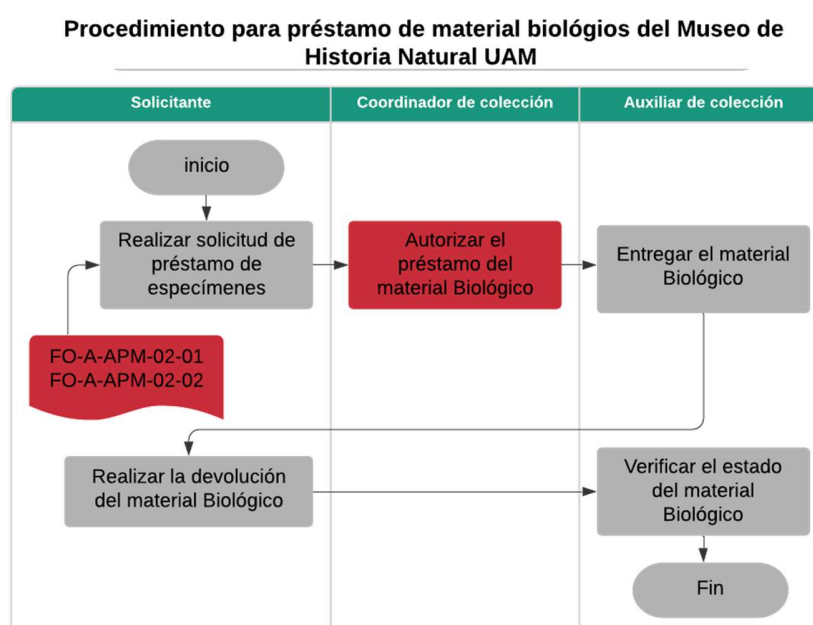 Procedimiento para préstamo de material biológios del Museo de
Historia Natural UAM
Solicitante
Coordinador de colección
Auxiliar de colección
inicio
Realizar solicitud de
préstamo de
especímenes
Autorizar el
préstamo del
material Biológico
Entregar el material
Biológico
FO-A-APM-02-01
FO-A-APM-02-02
Realizar la devolución
del material Biológico
Verificar el estado
del material
Biológico
Fin